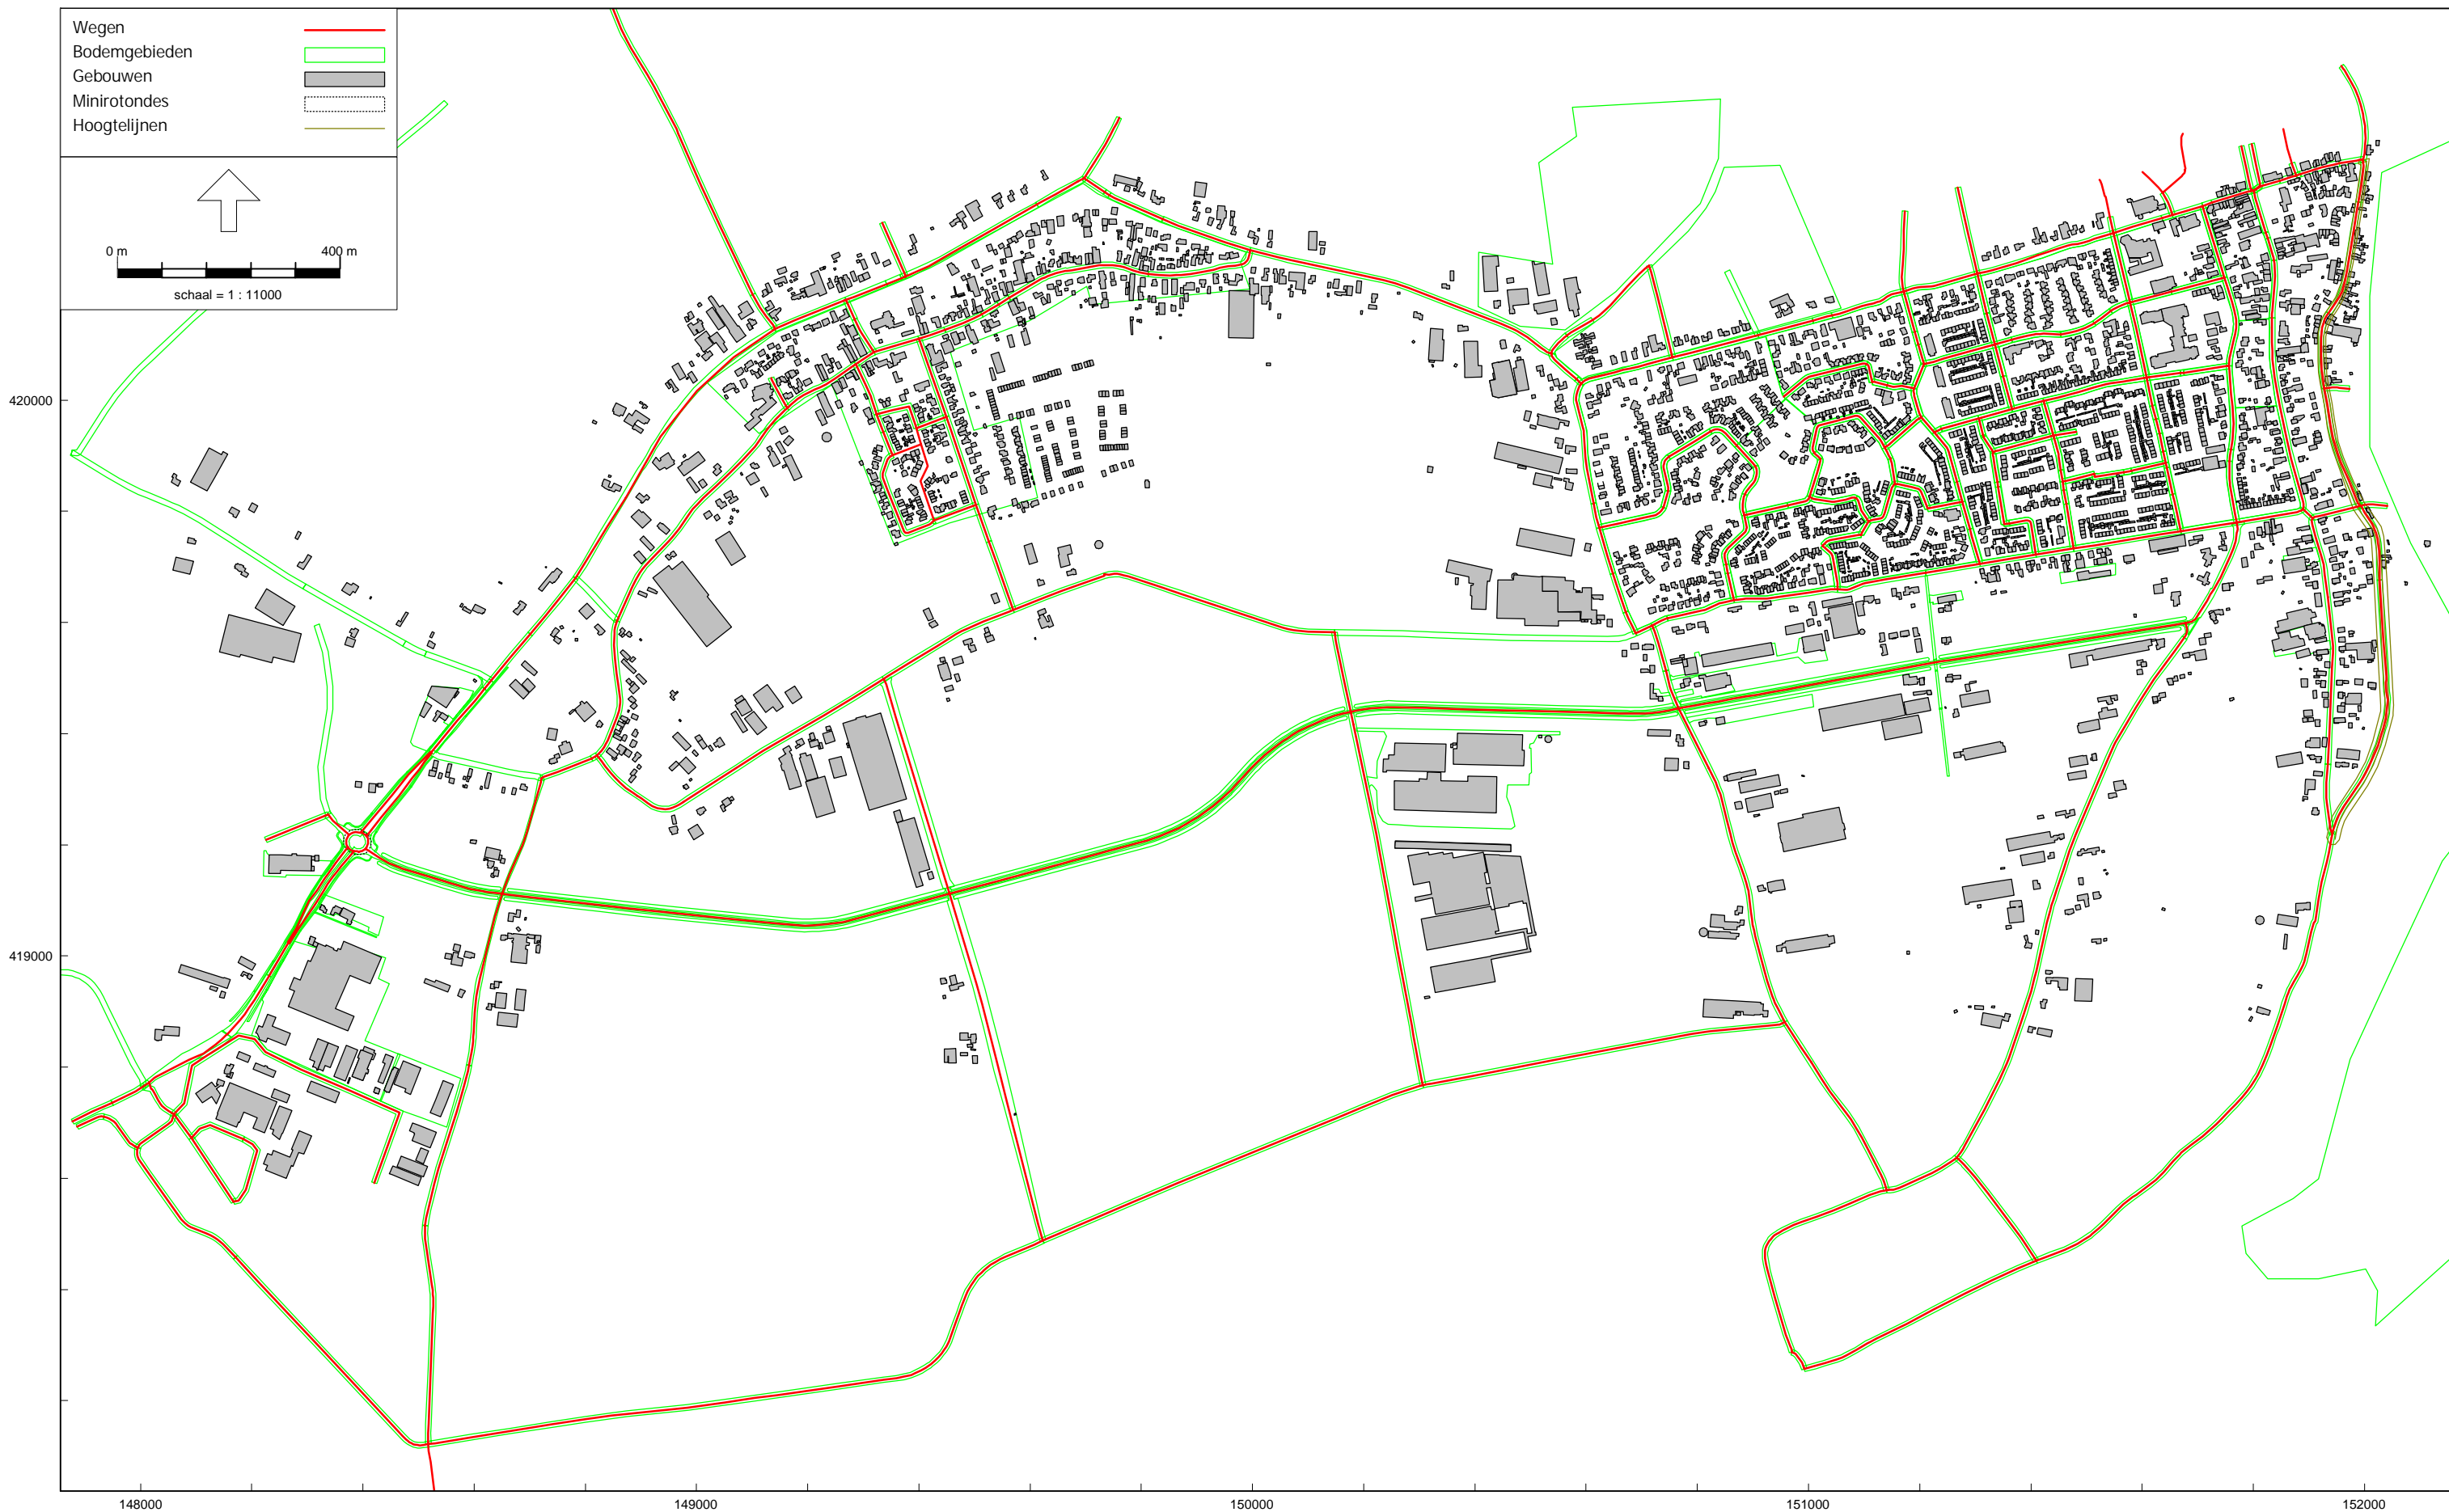 Wegen
Bodemgebieden
Gebouwen
Minirotondes
Hoogtelijnen
0 m 400 m
schaal = 1 : 11000
420000
419000
148000 149000 150000 151000 152000